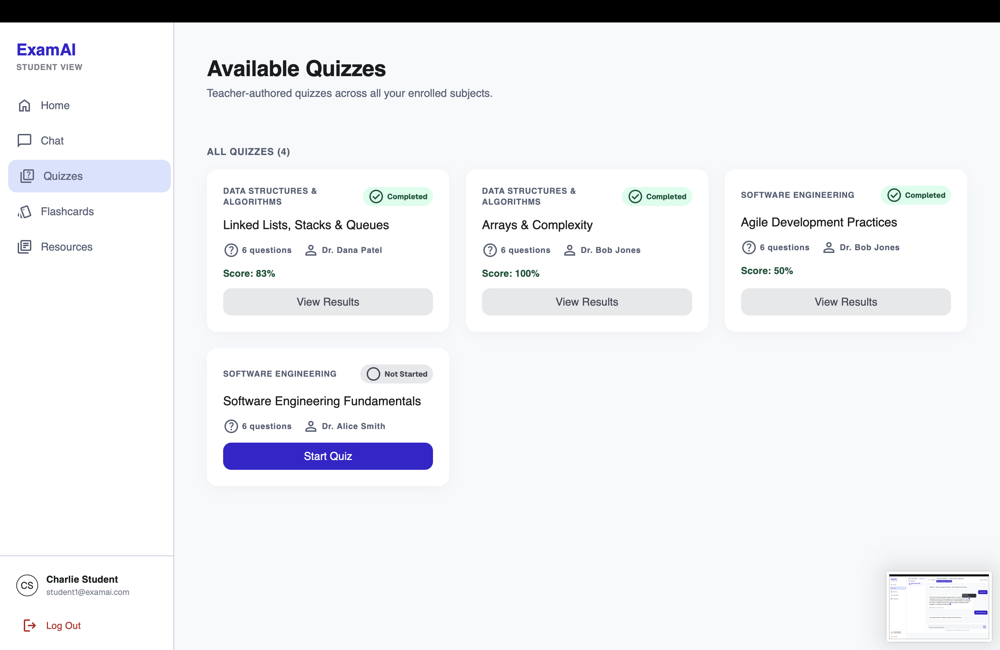 ExamAI
STUDENT VIEW
Home
Chat
Quizzes
Flashcards
Resources
Charlie Student
student1@examai.com
CS
Log Out
Available Quizzes
Teacher-authored quizzes across all your enrolled subjects.
ALL QUIZZES (4)
DATA STRUCTURES &
ALGORITHMS
Completed
Linked Lists, Stacks & Queues
6 questions Dr. Dana Patel
Score: 83%
View Results
DATA STRUCTURES &
ALGORITHMS
Completed
Arrays & Complexity
6 questions Dr. Bob Jones
Score: 100%
View Results
SOFTWARE ENGINEERING
Completed
Agile Development Practices
6 questions Dr. Bob Jones
Score: 50%
View Results
SOFTWARE ENGINEERING
Not Started
Software Engineering Fundamentals
6 questions Dr. Alice Smith
Start Quiz